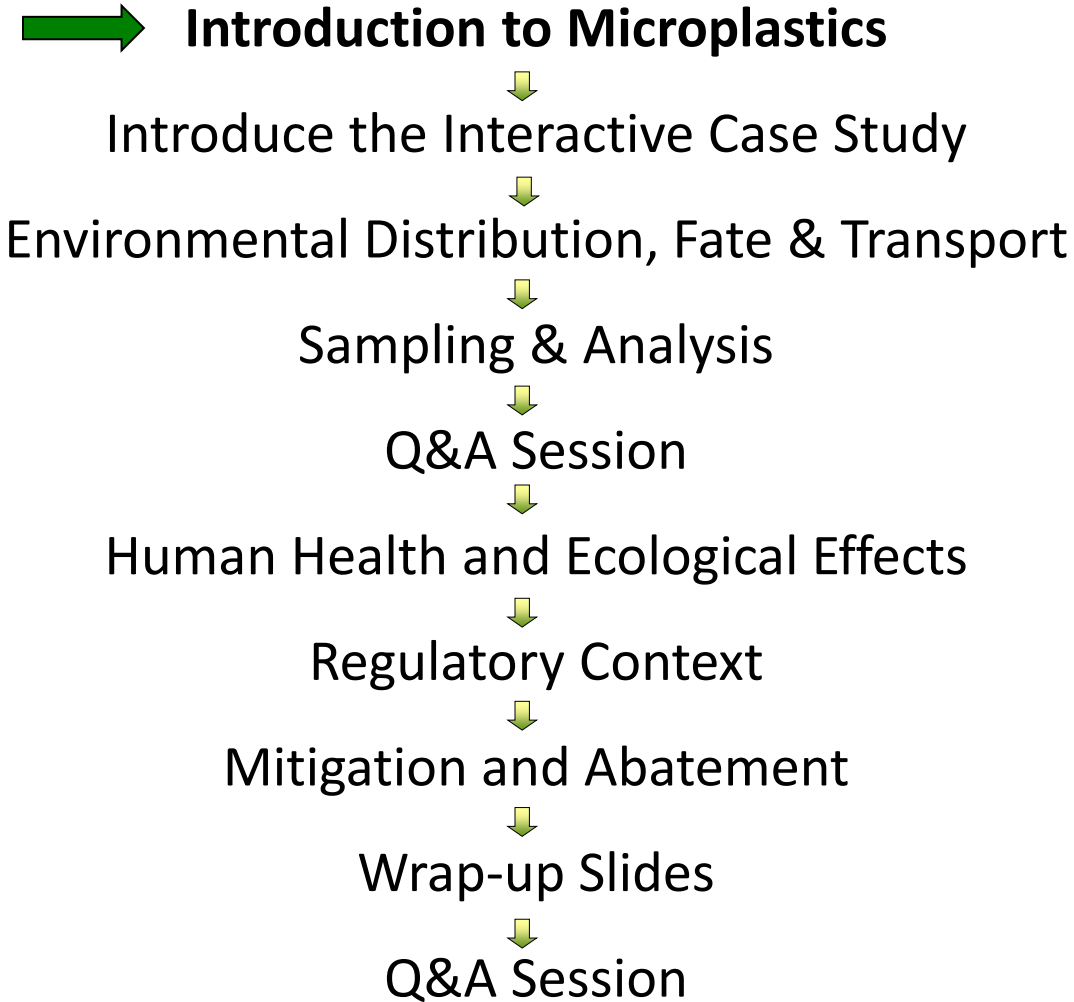 Introduction to Microplastics
Introduce the Interactive Case Study
Environmental Distribution, Fate & Transport
Sampling & Analysis
Q&A Session
Human Health and Ecological Effects
Regulatory Context
Mitigation and Abatement
Wrap-up Slides
Q&A Session